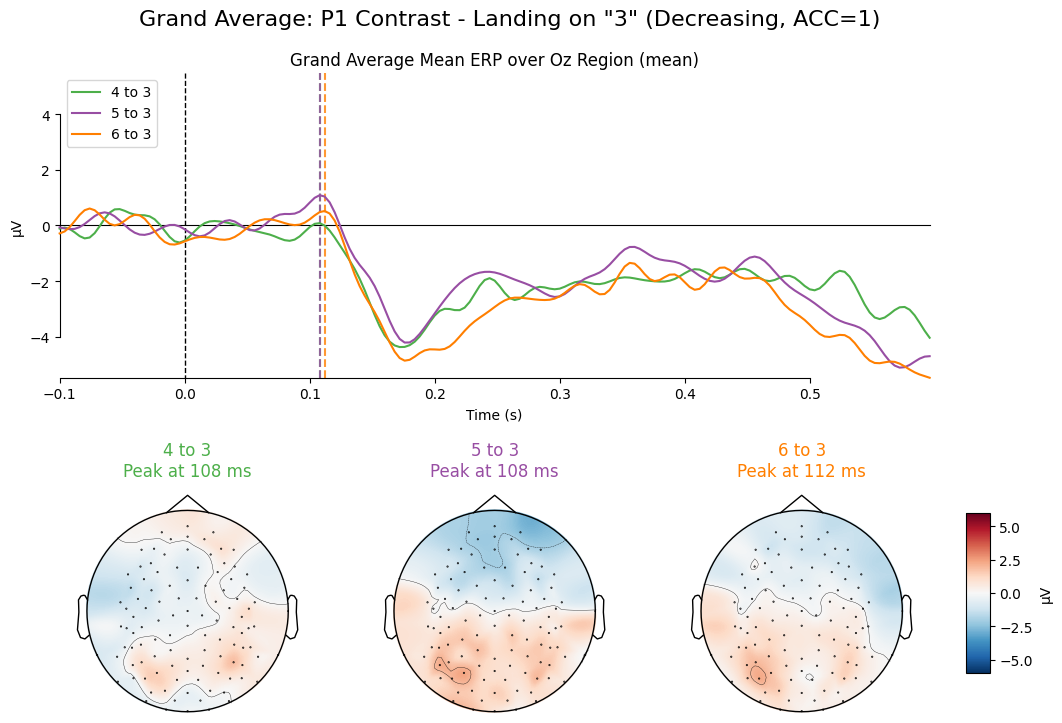 Grand Average: P1 Contrast - Landing on "3" (Decreasing, ACC=1)
Grand Average Mean ERP over Oz Region (mean)
4 to 3
5 to 3
6 to 3
4
2
0
−2
−4
µV
−0.1 0.0 0.1 0.2 0.3 0.4 0.5
Time (s)
4 to 3
Peak at 108 ms
5 to 3
Peak at 108 ms
6 to 3
Peak at 112 ms
5.0
2.5
0.0
−2.5
−5.0
µV